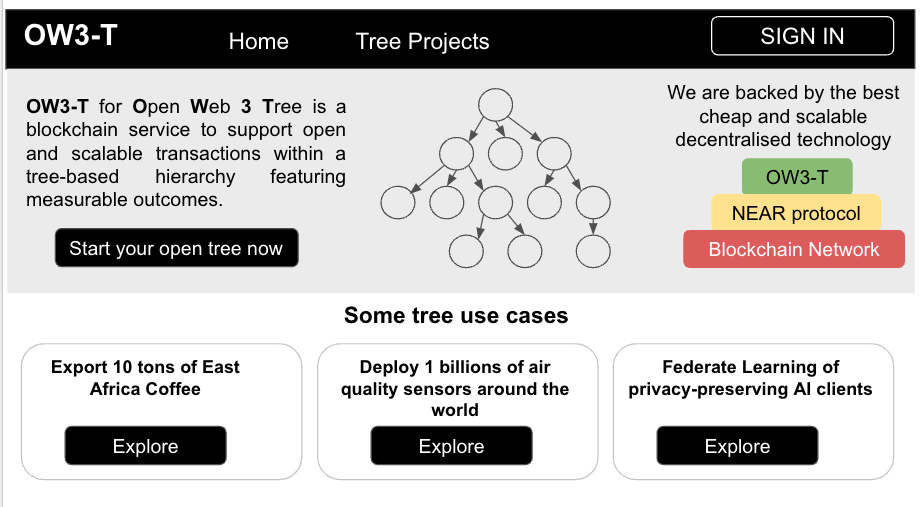 OW3-T
Home
Tree Projects
SIGN IN
OW3-T for Open Web 3 Tree is a
blockchain service to support open
and scalable transactions within a
tree-based hierarchy featuring
measurable outcomes.
Start your open tree now
We are backed by the best
cheap and scalable
decentralised technology
OW3-T
NEAR protocol
Blockchain Network
Some tree use cases
Export 10 tons of East
Africa Coffee
Explore
Deploy 1 billions of air
quality sensors around the
world
Explore
Federate Learning of
privacy-preserving AI clients
Explore